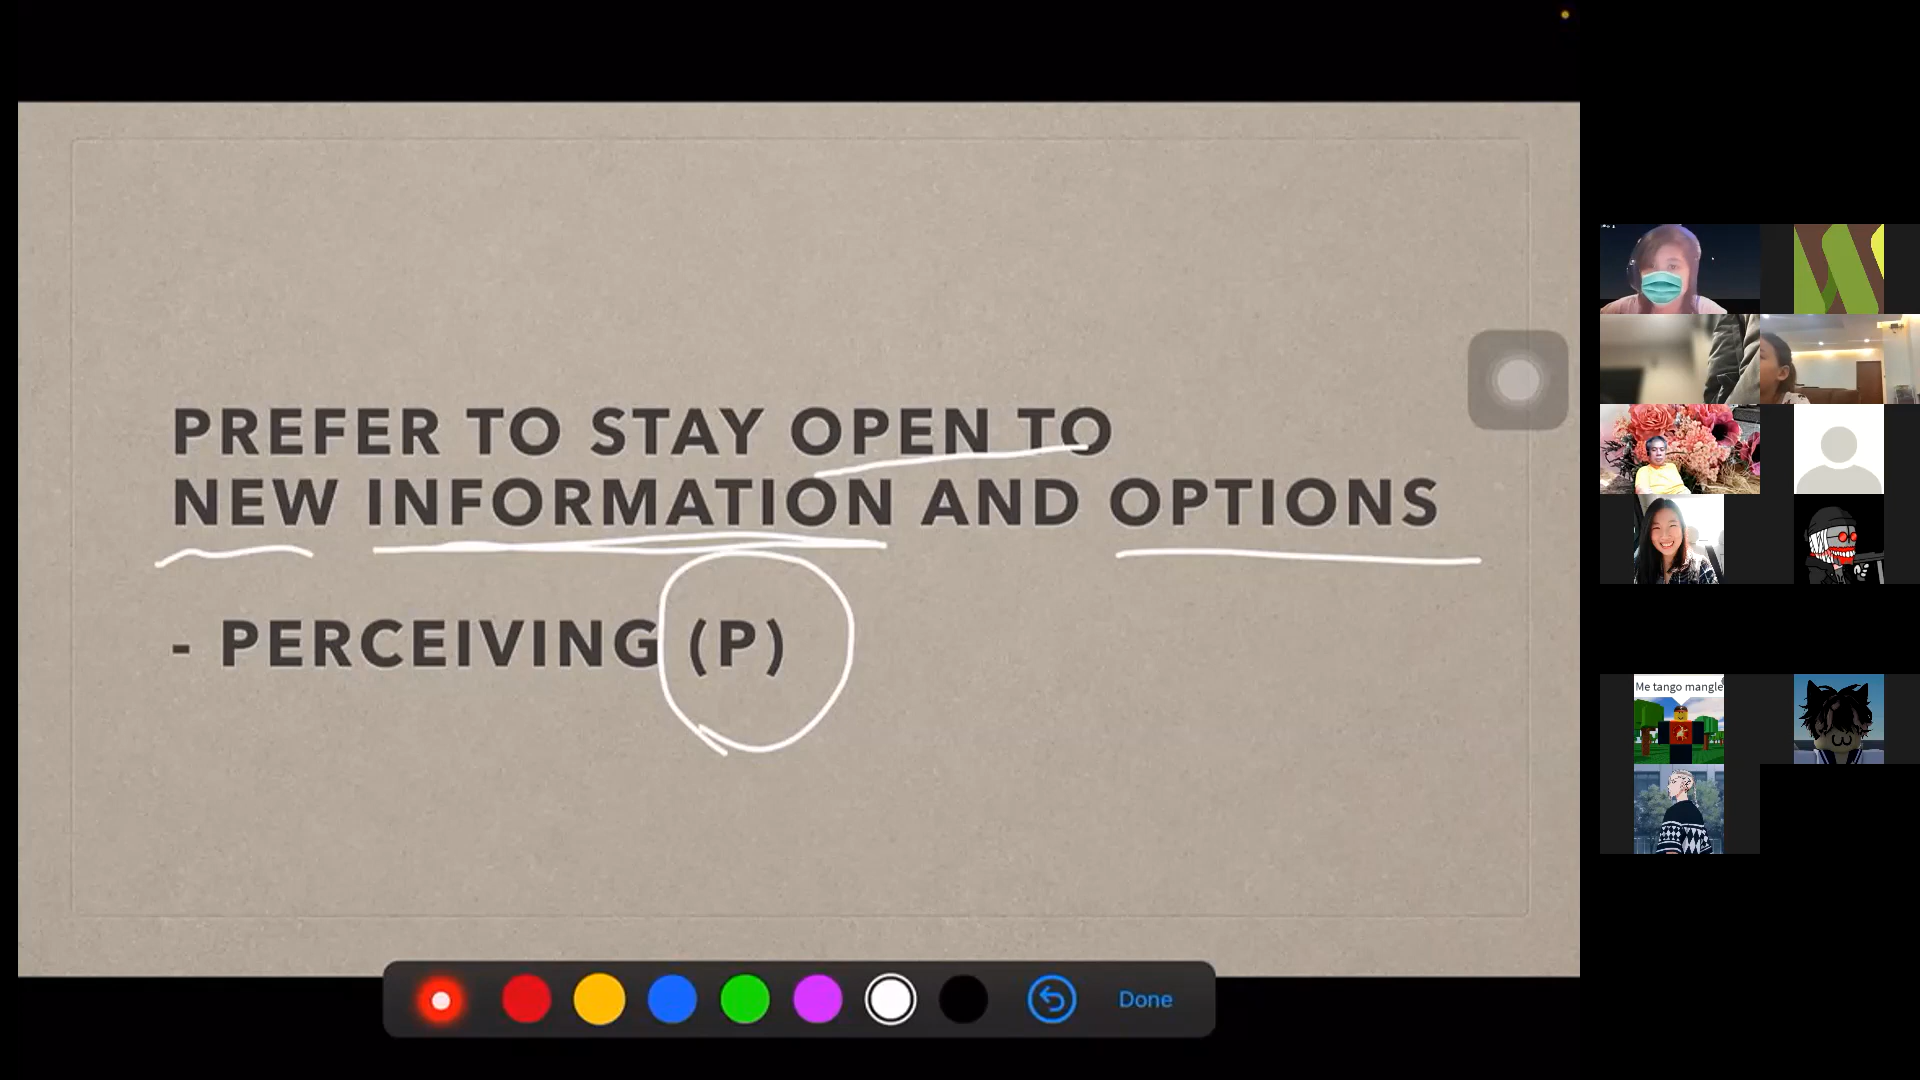 PREFER TO STAY OPEN TO
NEW INFORMATION AND OPTIONS
- PERCEIVING (P)
Done
Me tango mangle